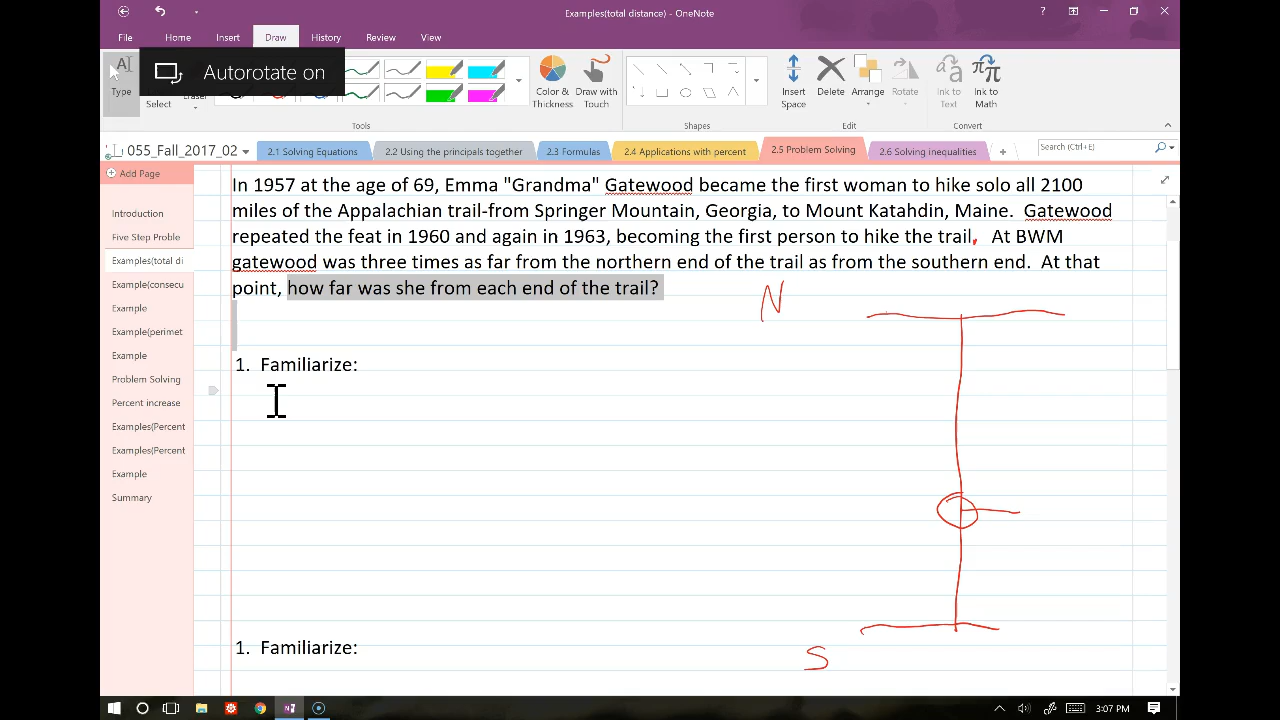 Examples(total distance) - OneNote
?
File Home Insert Draw History Review View
Autorotate on
Type
Select
Eraser
Color & Thickness
Draw with Touch
Insert Space
Delete
Arrange
Rotate
Ink to Text
Ink to Math
Tools
Shapes
Edit
Convert
055_Fall_2017_02
2.1 Solving Equations
2.2 Using the principals together
2.3 Formulas
2.4 Applications with percent
2.5 Problem Solving
2.6 Solving inequalities
+
Search (Ctrl+E)
Add Page
Introduction
Five Step Proble
Examples(total di
Example(consecu
Example
Example(perimet
Example
Problem Solving
Percent increase
Examples(Percent
Examples(Percent
Example
Summary
In 1957 at the age of 69, Emma "Grandma" Gatewood became the first woman to hike solo all 2100
miles of the Appalachian trail-from Springer Mountain, Georgia, to Mount Katahdin, Maine. Gatewood
repeated the feat in 1960 and again in 1963, becoming the first person to hike the trail. At BWM
gatewood was three times as far from the northern end of the trail as from the southern end. At that
point, how far was she from each end of the trail?
N
1. Familiarize:
1. Familiarize:
S
3:07 PM